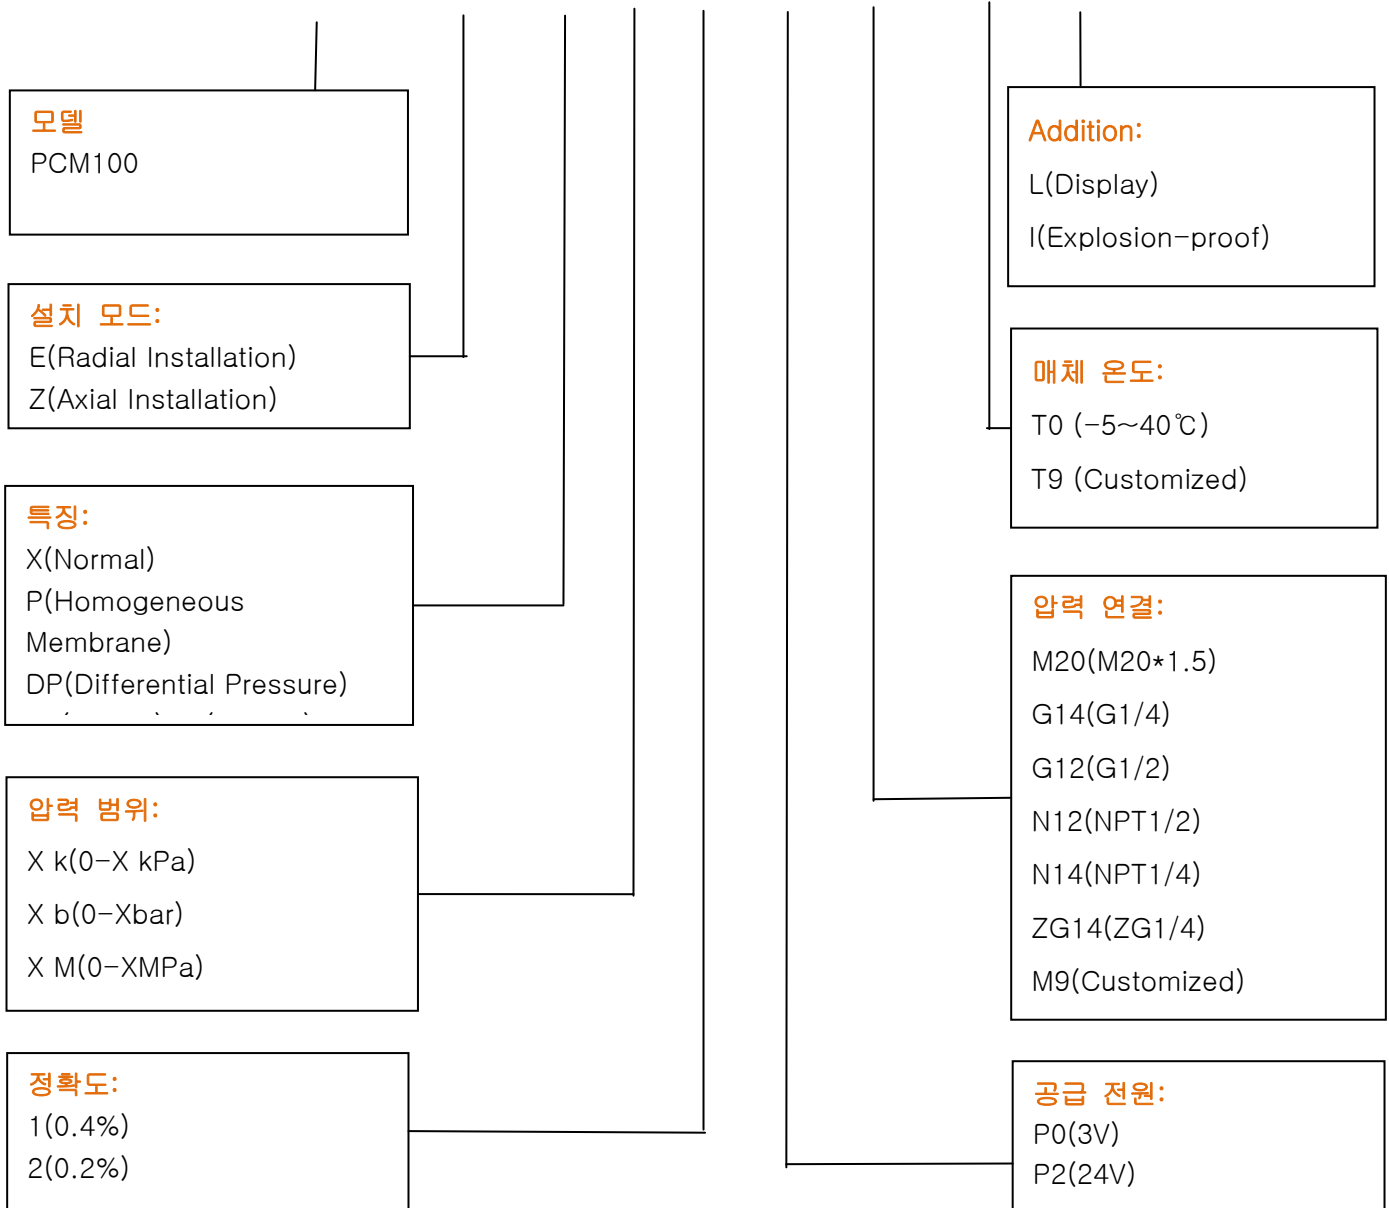 모델
PCM100
설치 모드:
E(Radial Installation)
Z(Axial Installation)
특징:
X(Normal)
P(Homogeneous
Membrane)
DP(Differential Pressure)
압력 범위:
X k(0-X kPa)
X b(0-Xbar)
X M(0-XMPa)
정확도:
1(0.4%)
2(0.2%)
Addition:
L(Display)
I(Explosion-proof)
매체 온도:
T0 (-5~40℃)
T9 (Customized)
압력 연결:
M20(M20*1.5)
G14(G1/4)
G12(G1/2)
N12(NPT1/2)
N14(NPT1/4)
ZG14(ZG1/4)
M9(Customized)
공급 전원:
P0(3V)
P2(24V)